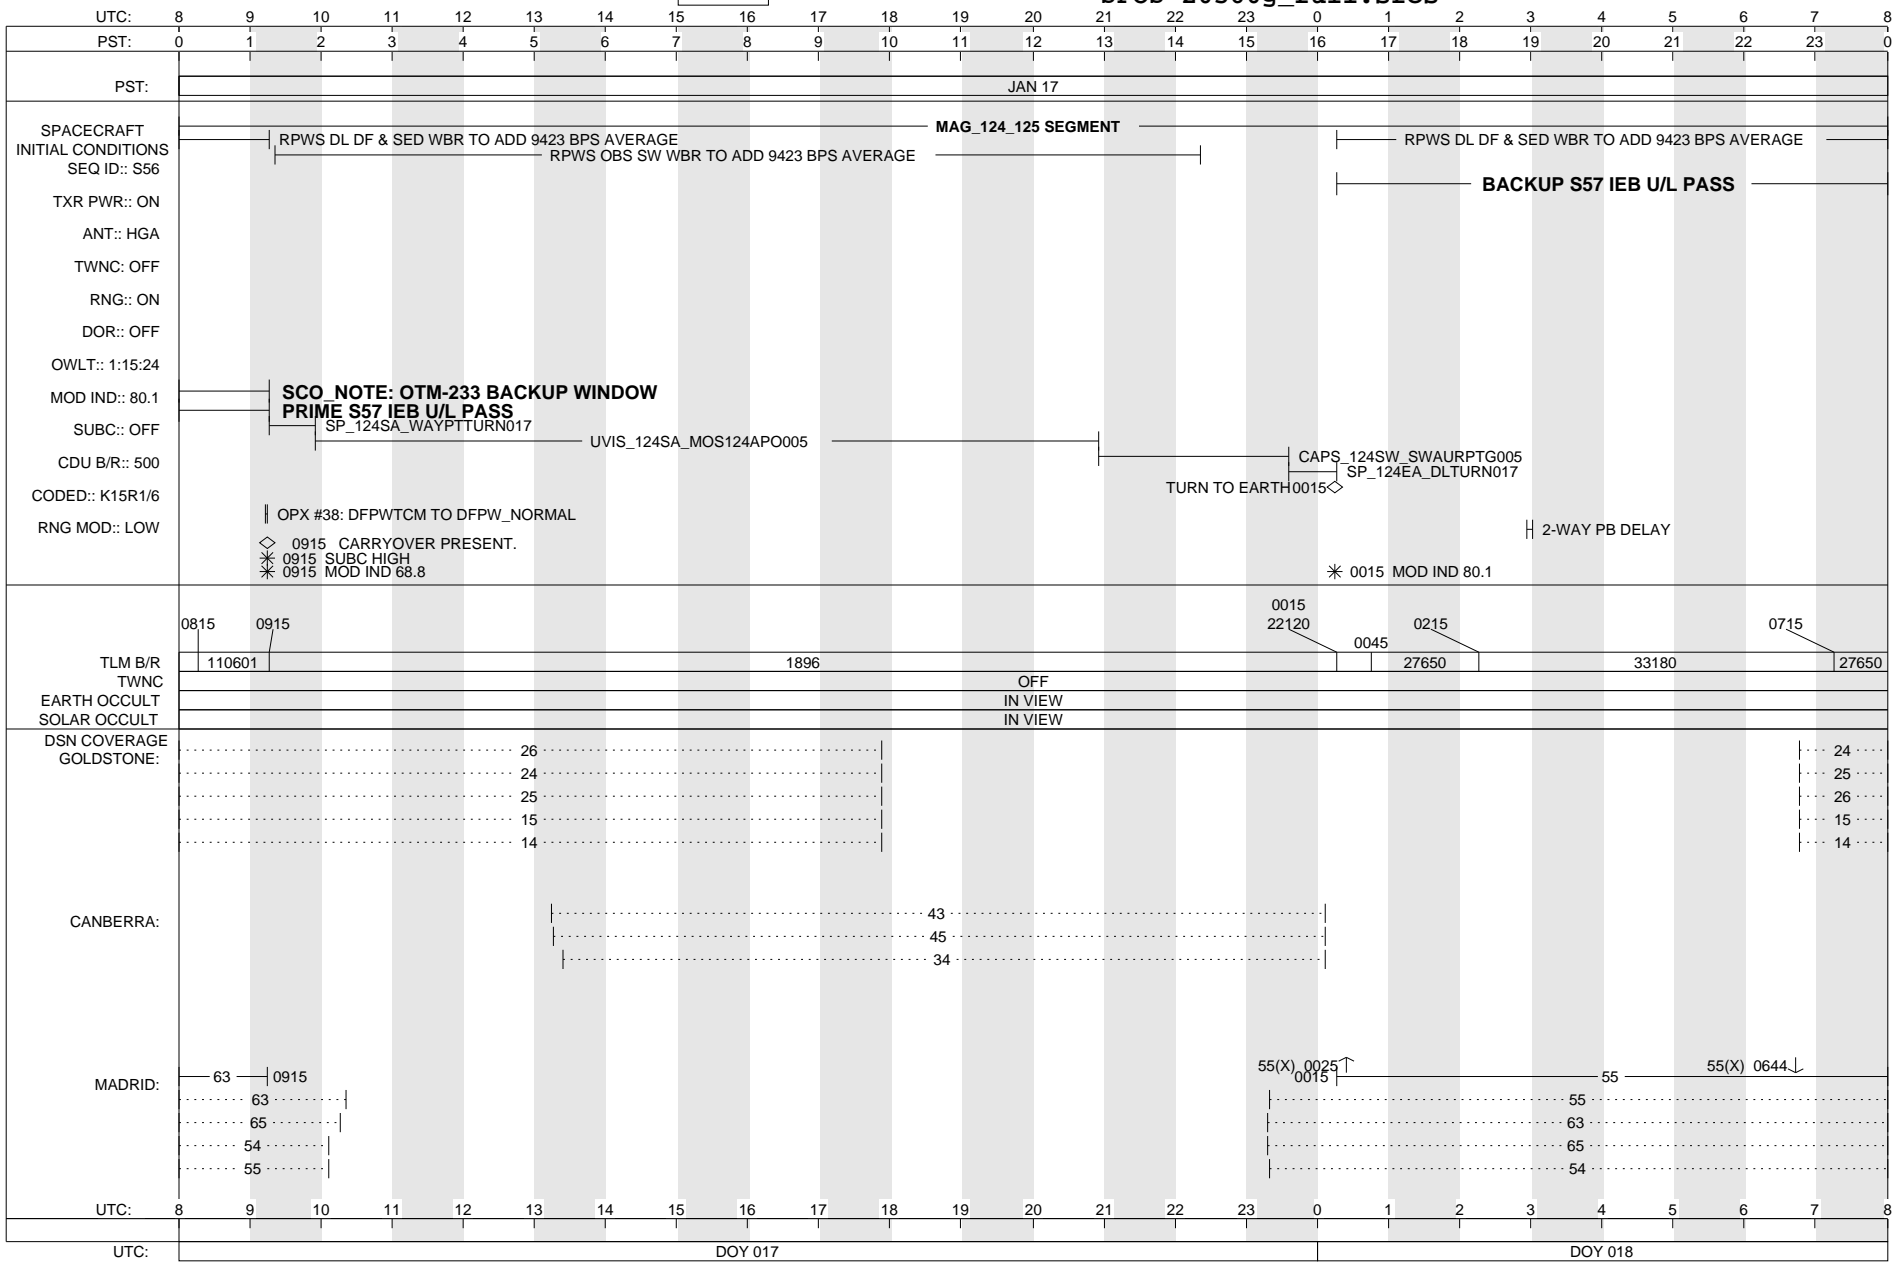 UTC: 8 9 10 11 12 13 14 15 16 17 18 19 20 21 22 23 0 1 2 3 4 5 6 7 8
PST: 0 1 2 3 4 5 6 7 8 9 10 11 12 13 14 15 16 17 18 19 20 21 22 23 0
PST: JAN 17
SPACECRAFT
INITIAL CONDITIONS
SEQ ID:: S56
TXR PWR:: ON
ANT:: HGA
TWNC: OFF
RNG:: ON
DOR:: OFF
OWLT:: 1:15:24
MOD IND:: 80.1
SUBC:: OFF
CDU B/R:: 500
CODED:: K15R1/6
RNG MOD:: LOW
MAG_124_125 SEGMENT
RPWS DL DF & SED WBR TO ADD 9423 BPS AVERAGE
RPWS DL DF & SED WBR TO ADD 9423 BPS AVERAGE
RPWS OBS SW WBR TO ADD 9423 BPS AVERAGE
BACKUP S57 IEB U/L PASS
SCO_NOTE: OTM-233 BACKUP WINDOW
PRIME S57 IEB U/L PASS
SP_124SA_WAYPTTURN017
UVIS_124SA_MOS124APO005
CAPS_124SW_SWAURPTG005
SP_124EA_DLTURN017
TURN TO EARTH 0015
OPX #38: DFPWTCM TO DFPW_NORMAL
2-WAY PB DELAY
0915 CARRYOVER PRESENT.
0915 SUBC HIGH
0915 MOD IND 68.8
0015 MOD IND 80.1
0015
0815 0915 22120 0215 0715
0045
TLM B/R 110601 1896 27650 33180 27650
TWNC OFF
EARTH OCCULT IN VIEW
SOLAR OCCULT IN VIEW
DSN COVERAGE
GOLDSTONE:
26 24
24 25
25 26
15 15
14 14
CANBERRA:
43
45
34
MADRID:
55(X) 0025 55(X) 0644
63 0915 0015 55
63 55
65 63
54 65
55 54
UTC: 8 9 10 11 12 13 14 15 16 17 18 19 20 21 22 23 0 1 2 3 4 5 6 7 8
UTC: DOY 017 DOY 018